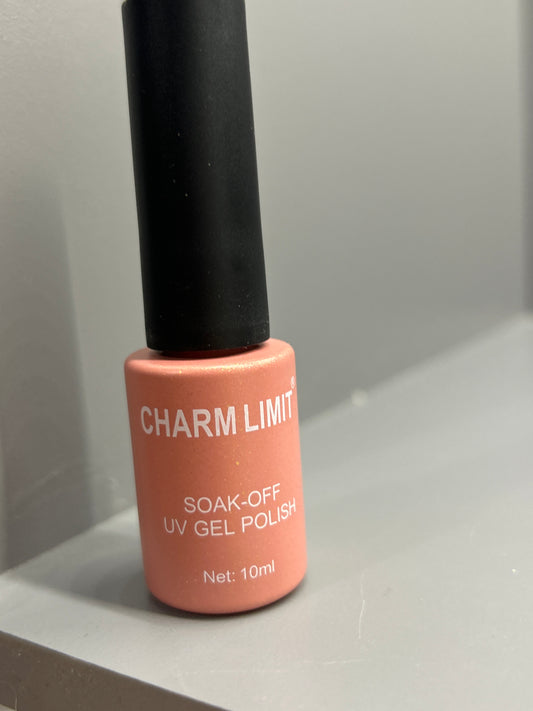 CHARM LIMIT®
SOAK-OFF
UV GEL POLISH
Net: 10ml